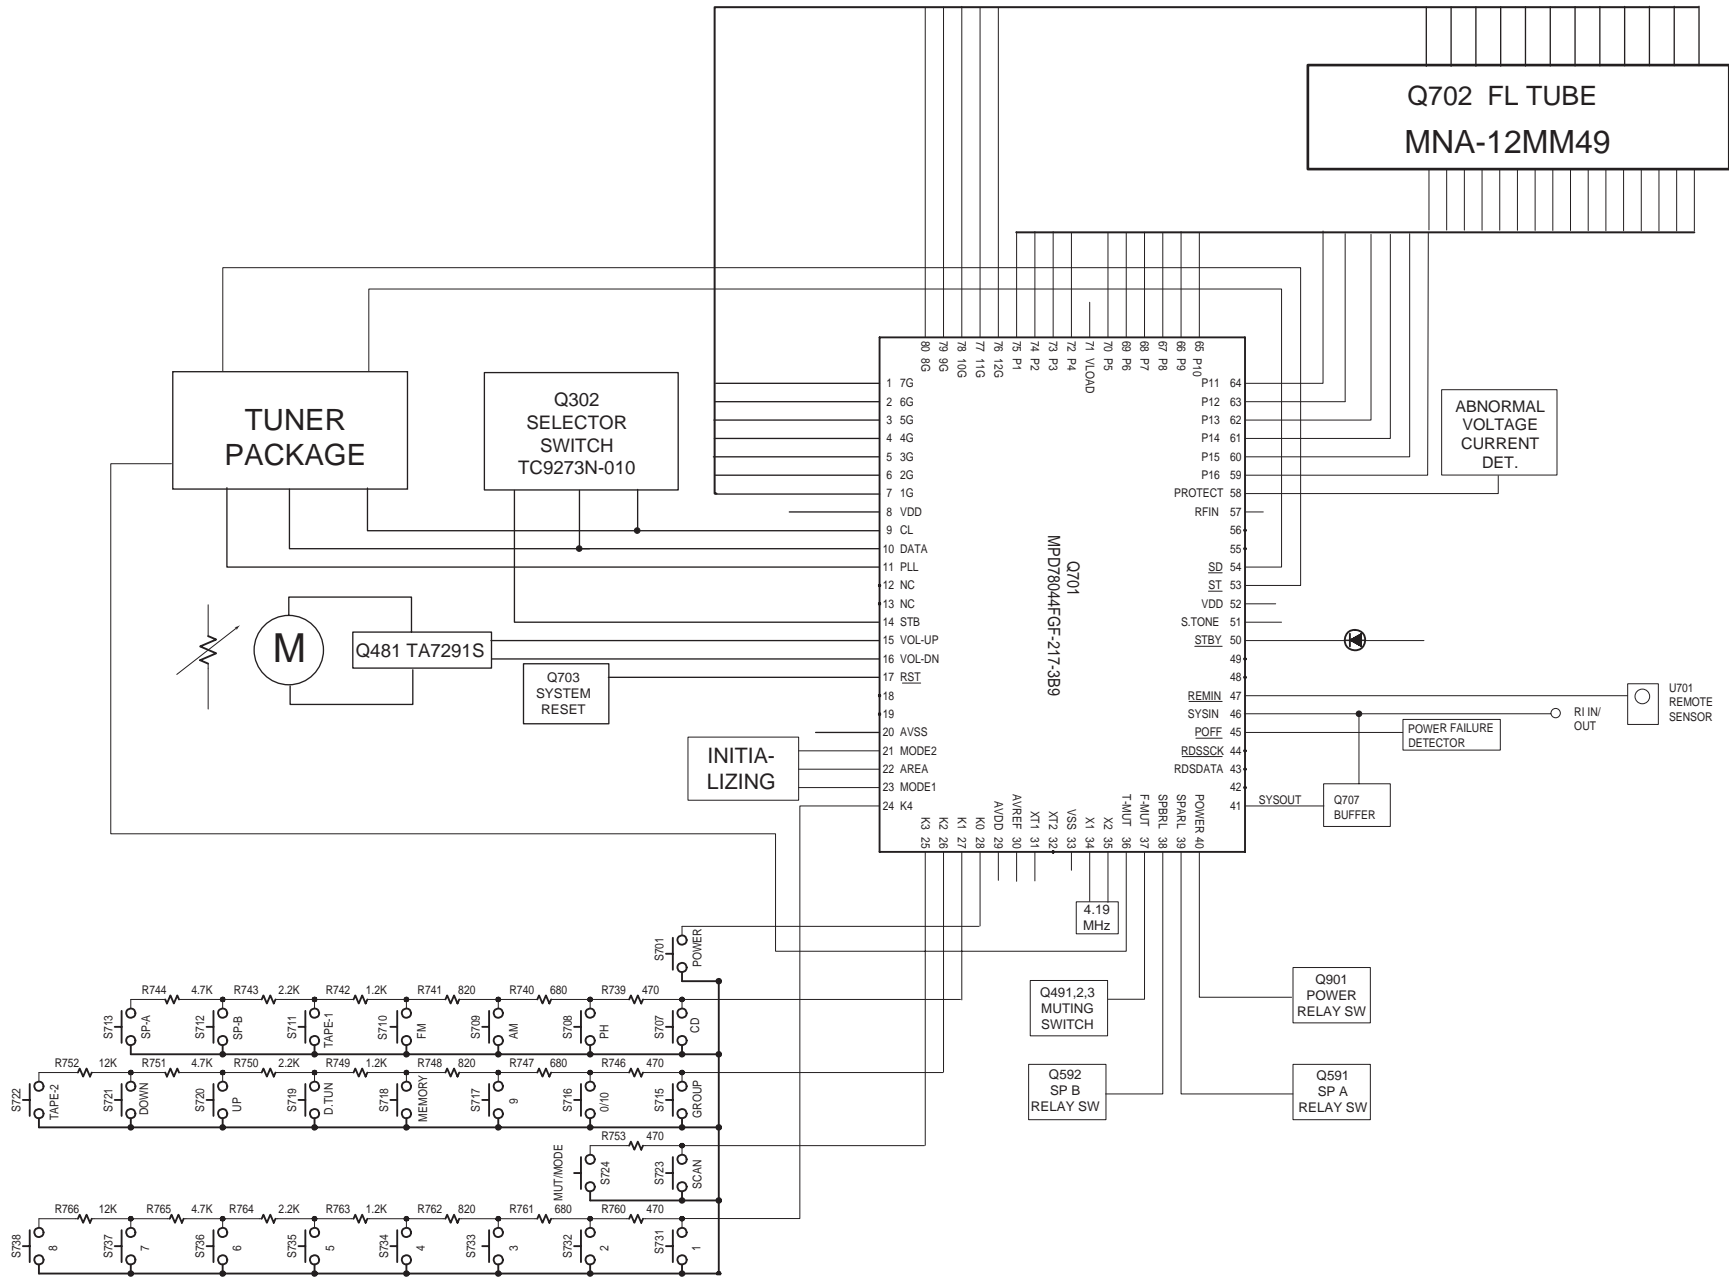 Q702 FL TUBE
MNA-12MM49
TUNER
PACKAGE
Q302
SELECTOR
SWITCH
TC9273N-010
ABNORMAL
VOLTAGE
CURRENT
DET.
80 8G
79 9G
78 10G
77 11G
76 12G
75 P1
74 P2
73 P3
72 P4
71 VLOAD
70 P5
69 P6
68 P7
67 P8
66 P9
65 P10
1 7G
2 6G
3 5G
4 4G
5 3G
6 2G
7 1G
8 VDD
9 CL
10 DATA
11 PLL
12 NC
13 NC
14 STB
15 VOL-UP
16 VOL-DN
17 RST
18
19
20 AVSS
21 MODE2
22 AREA
23 MODE1
24 K4
Q701
MPD78044FGF-217-3B9
P11 64
P12 63
P13 62
P14 61
P15 60
P16 59
PROTECT 58
RFIN 57
56
55
SD 54
ST 53
VDD 52
S.TONE 51
STBY 50
49
48
REMIN 47
SYSIN 46
POFF 45
RDSSCK 44
RDSDATA 43
42
41
K3 25
K2 26
K1 27
K0 28
AVDD 29
AVREF 30
XT1 31
XT2 32
VSS 33
X1 34
X2 35
T-MUT 36
F-MUT 37
SPBRL 38
SPARL 39
POWER 40
M
Q481 TA7291S
Q703
SYSTEM
RESET
INITIA-
LIZING
U701
REMOTE
SENSOR
RI IN/
OUT
POWER FAILURE
DETECTOR
SYSOUT
Q707
BUFFER
4.19
MHz
Q491,2,3
MUTING
SWITCH
Q901
POWER
RELAY SW
Q592
SP B
RELAY SW
Q591
SP A
RELAY SW
S701 POWER
R744 4.7K R743 2.2K R742 1.2K R741 820 R740 680 R739 470
S713 SP-A S712 SP-B S711 TAPE-1 S710 FM S709 AM S708 PH S707 CD
R752 12K R751 4.7K R750 2.2K R749 1.2K R748 820 R747 680 R746 470
S722 TAPE-2 S721 DOWN S720 UP S719 D.TUN S718 MEMORY S717 9 S716 0/10 S715 GROUP
R753 470
MUT/MODE S724 S723 SCAN
R766 12K R765 4.7K R764 2.2K R763 1.2K R762 820 R761 680 R760 470
S738 8 S737 7 S736 6 S735 5 S734 4 S733 3 S732 2 S731 1